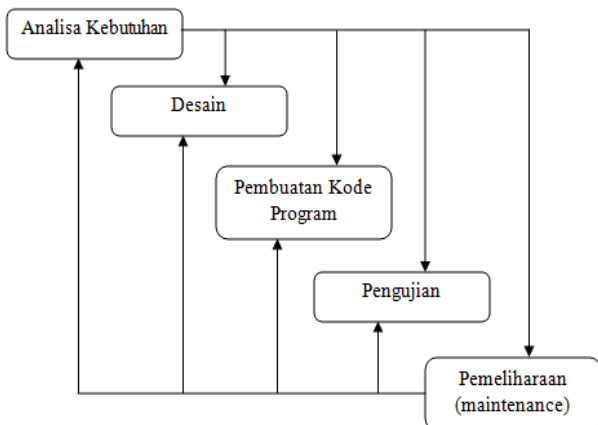 Analisa Kebutuhan
Desain
Pembuatan Kode
Program
Pengujian
Pemeliharaan
(maintenance)